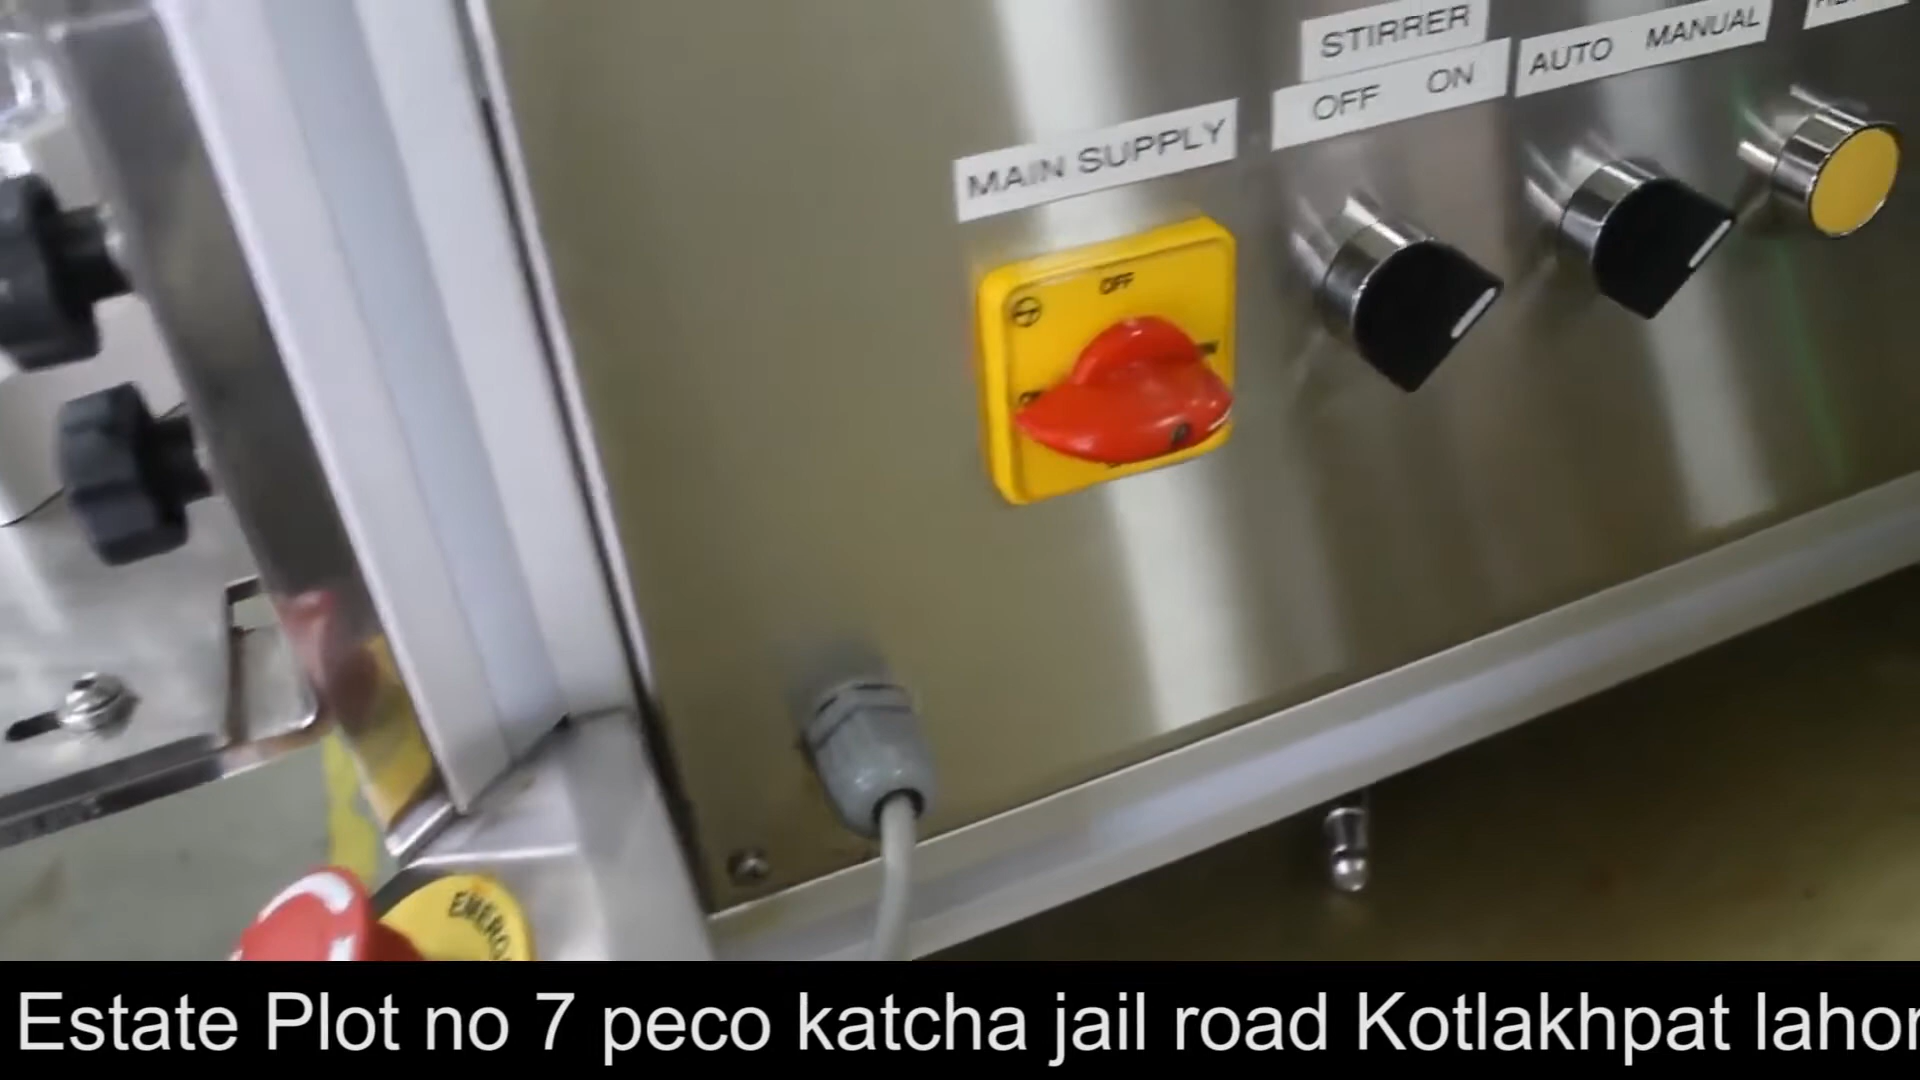 STIRRER
OFF ON
AUTO MANUAL
MAIN SUPPLY
OFF
Estate Plot no 7 peco katcha jail road Kotlakhpat lahor